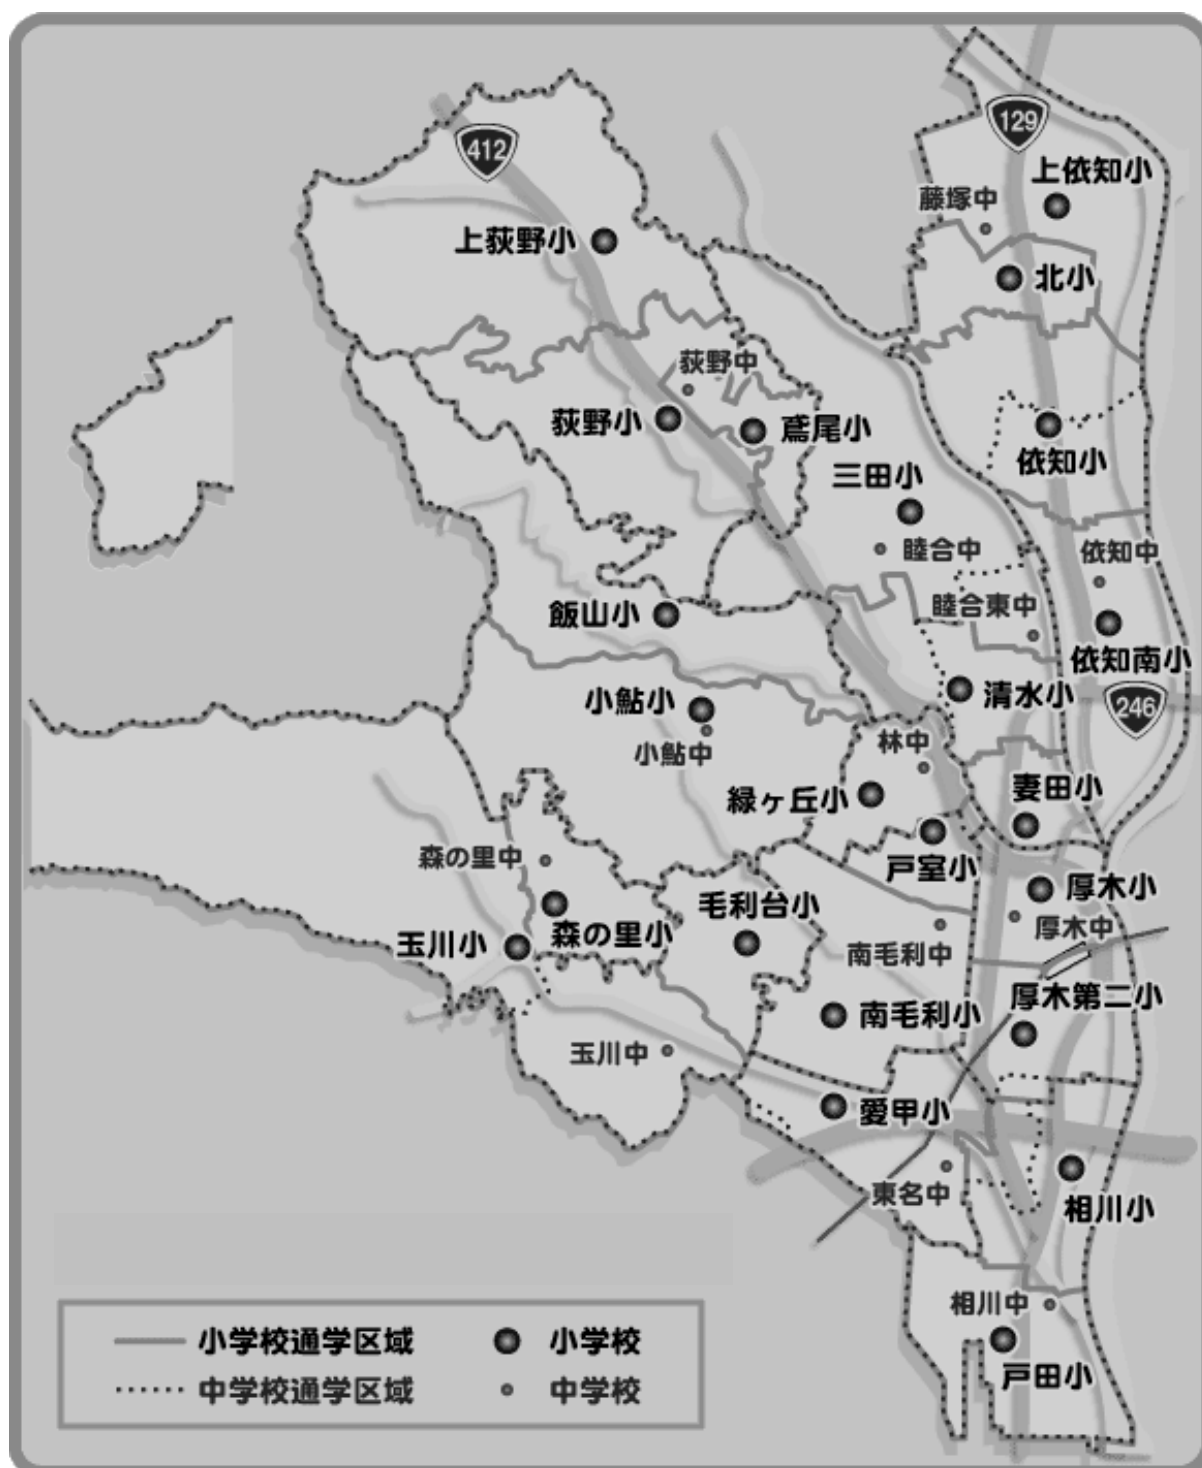 129
412
上依知小
藤塚中
上荻野小
北小
荻野中
荻野小
鳶尾小
依知小
三田小
睦合中
依知中
睦合東中
飯山小
依知南小
清水小
小鮎小
246
林中
小鮎中
妻田小
緑ヶ丘小
森の里中
戸室小
厚木小
毛利台小
森の里小
玉川小
厚木中
南毛利中
厚木第二小
南毛利小
玉川中
愛甲小
東名中
相川小
相川中
戸田小
小学校通学区域
小学校
中学校通学区域
中学校